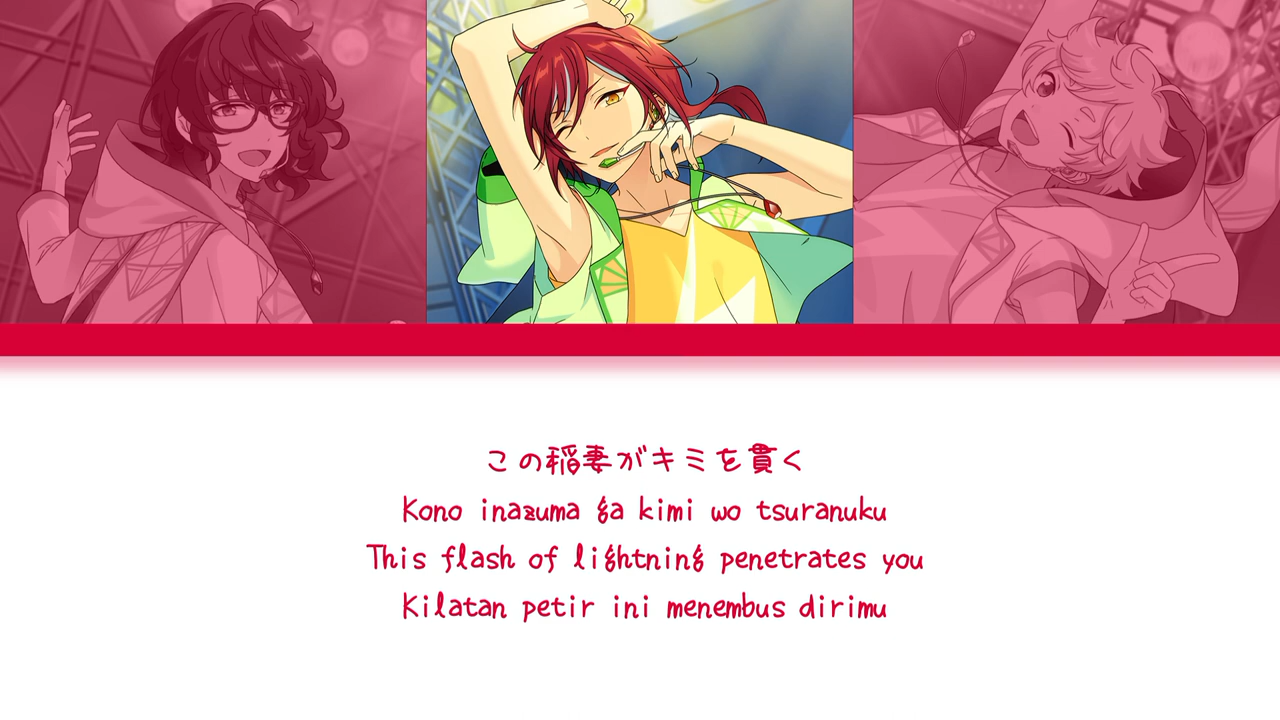 この稲妻がキミを貫く
Kono inazuma ga kimi wo tsuranuku
This flash of lightning penetrates you
Kilatan petir ini menembus dirimu